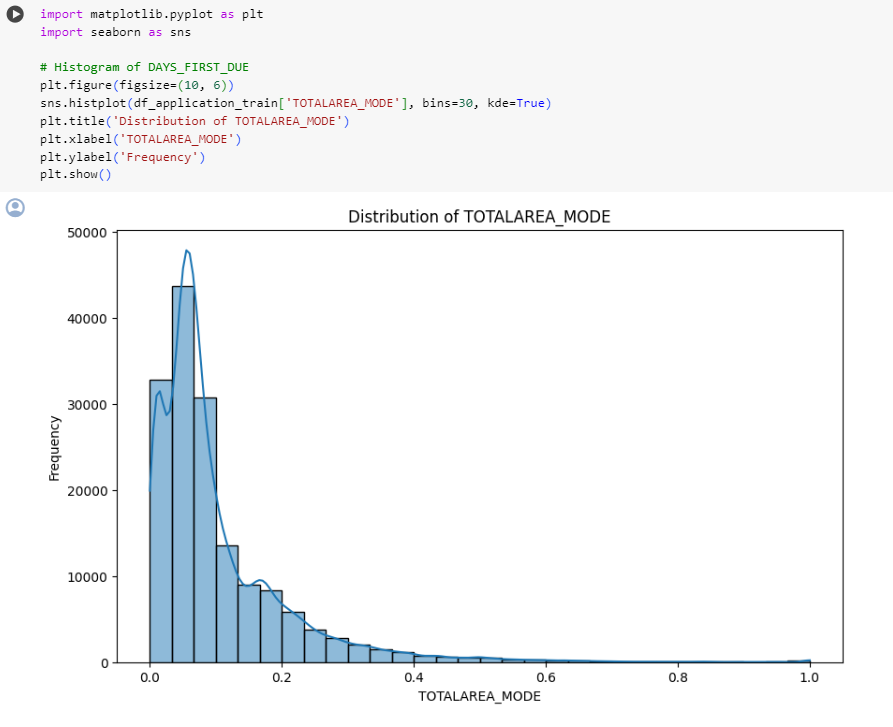 import matplotlib.pyplot as plt
import seaborn as sns
# Histogram of DAYS_FIRST_DUE
plt.figure(figsize=(10, 6))
sns.histplot(df_application_train['TOTALAREA_MODE'], bins=30, kde=True)
plt.title('Distribution of TOTALAREA_MODE')
plt.xlabel('TOTALAREA_MODE')
plt.ylabel('Frequency')
plt.show()
Distribution of TOTALAREA_MODE
50000
40000
30000
20000
10000
0
Frequency
0.0 0.2 0.4 0.6 0.8 1.0
TOTALAREA_MODE